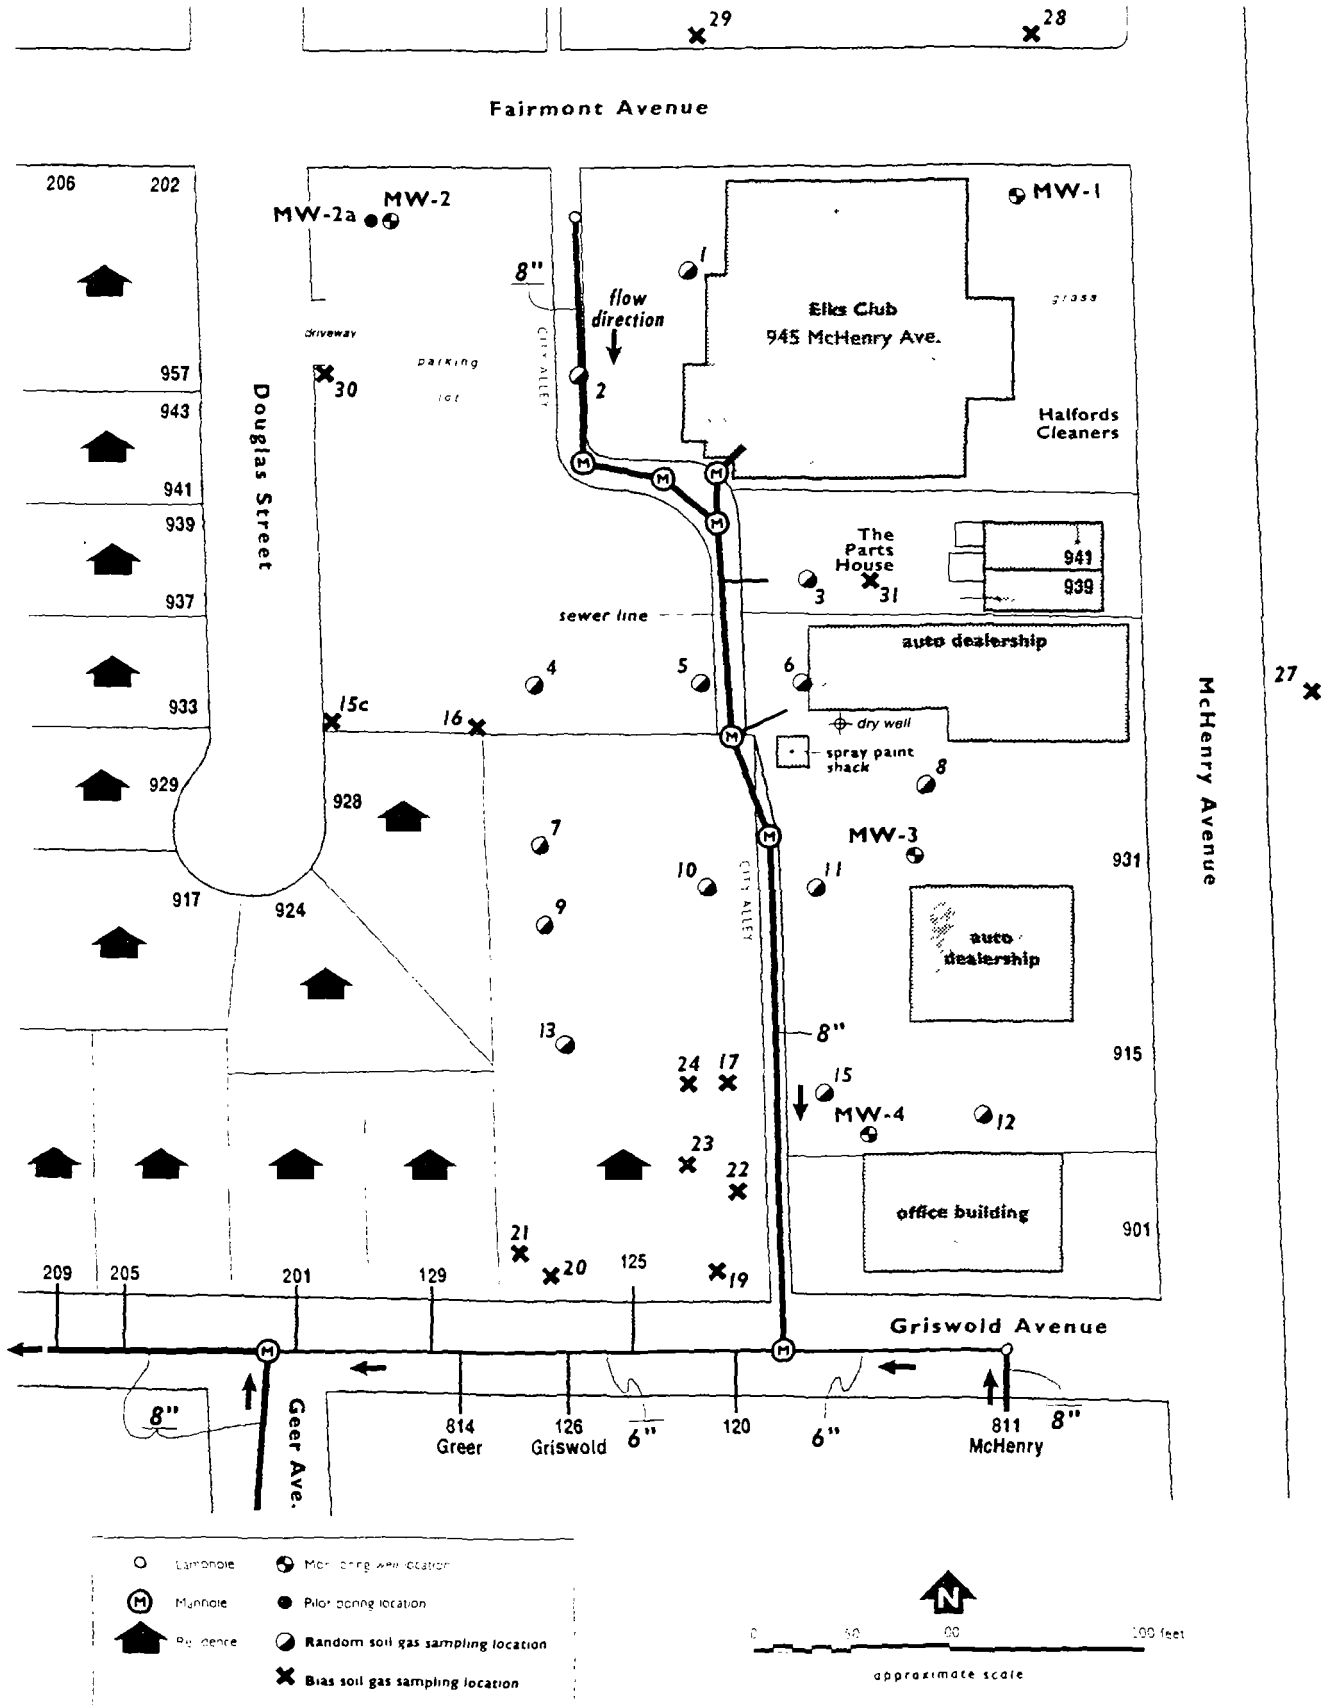 29
28
Fairmont Avenue
206
202
MW-2
MW-2a
MW-1
1
8"
flow
direction
Elks Club
945 McHenry Ave.
grass
driveway
parking
lot
CITY ALLEY
957
30
2
943
Douglas Street
Halfords
Cleaners
M
M
M
941
939
M
The
Parts
House
941
939
3
31
937
sewer line
auto dealership
4
5
6
27
McHenry Avenue
933
15c
16
M
dry well
spray paint
shack
8
929
928
7
M
MW-3
931
10
11
CITY ALLEY
917
924
9
auto
dealership
13
8"
915
24
17
15
MW-4
12
23
22
office building
901
21
20
125
19
209
205
201
129
Griswold Avenue
M
M
8"
Geer Ave.
814
Greer
126
Griswold
6"
120
6"
811
McHenry
8"
Manhole
Pilot boring location
Random soil gas sampling location
Bias soil gas sampling location
N
0
feet
approximate scale